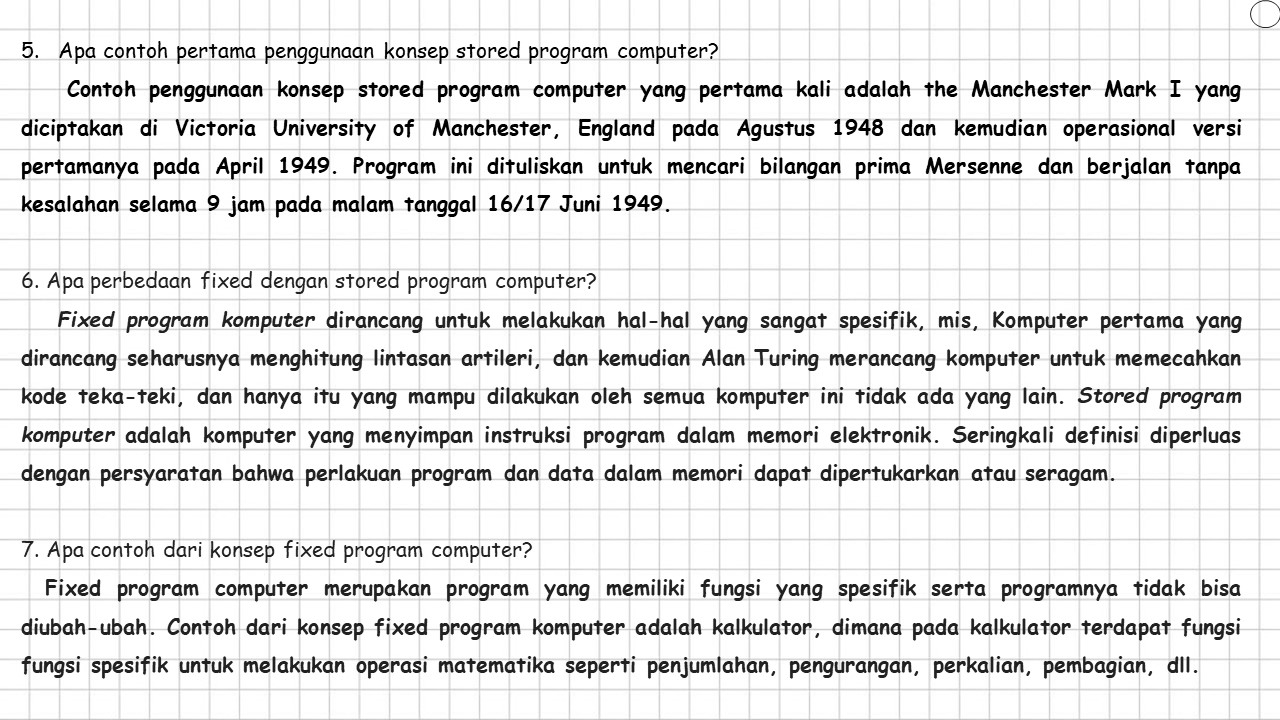 5. Apa contoh pertama penggunaan konsep stored program computer?
Contoh penggunaan konsep stored program computer yang pertama kali adalah the Manchester Mark I yang
diciptakan di Victoria University of Manchester, England pada Agustus 1948 dan kemudian operasional versi
pertamanya pada April 1949. Program ini dituliskan untuk mencari bilangan prima Mersenne dan berjalan tanpa
kesalahan selama 9 jam pada malam tanggal 16/17 Juni 1949.
6. Apa perbedaan fixed dengan stored program computer?
Fixed program komputer dirancang untuk melakukan hal-hal yang sangat spesifik, mis, Komputer pertama yang
dirancang seharusnya menghitung lintasan artileri, dan kemudian Alan Turing merancang komputer untuk memecahkan
kode teka-teki, dan hanya itu yang mampu dilakukan oleh semua komputer ini tidak ada yang lain. Stored program
komputer adalah komputer yang menyimpan instruksi program dalam memori elektronik. Seringkali definisi diperluas
dengan persyaratan bahwa perlakuan program dan data dalam memori dapat dipertukarkan atau seragam.
7. Apa contoh dari konsep fixed program computer?
Fixed program computer merupakan program yang memiliki fungsi yang spesifik serta programnya tidak bisa
diubah-ubah. Contoh dari konsep fixed program komputer adalah kalkulator, dimana pada kalkulator terdapat fungsi
fungsi spesifik untuk melakukan operasi matematika seperti penjumlahan, pengurangan, perkalian, pembagian, dll.